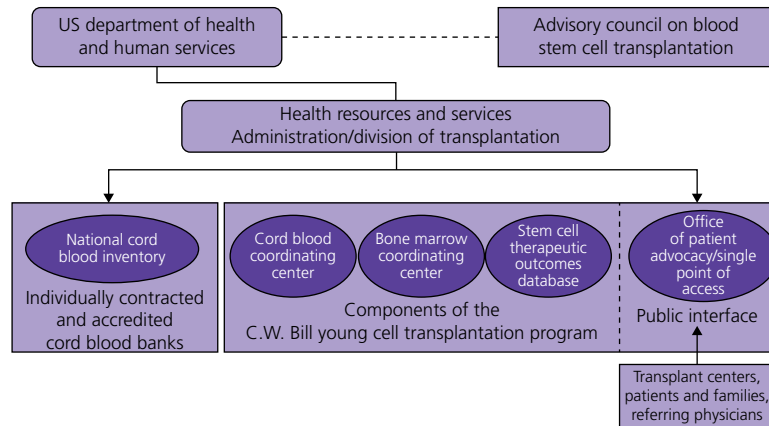 US department of health
and human services
Advisory council on blood
stem cell transplantation
Health resources and services
Administration/division of transplantation
National cord
blood inventory
Individually contracted
and accredited
cord blood banks
Cord blood
coordinating
center
Bone marrow
coordinating
center
Stem cell
therapeutic
outcomes
database
Components of the
C.W. Bill young cell transplantation program
Office
of patient
advocacy/single
point of
access
Public interface
Transplant centers,
patients and families,
referring physicians